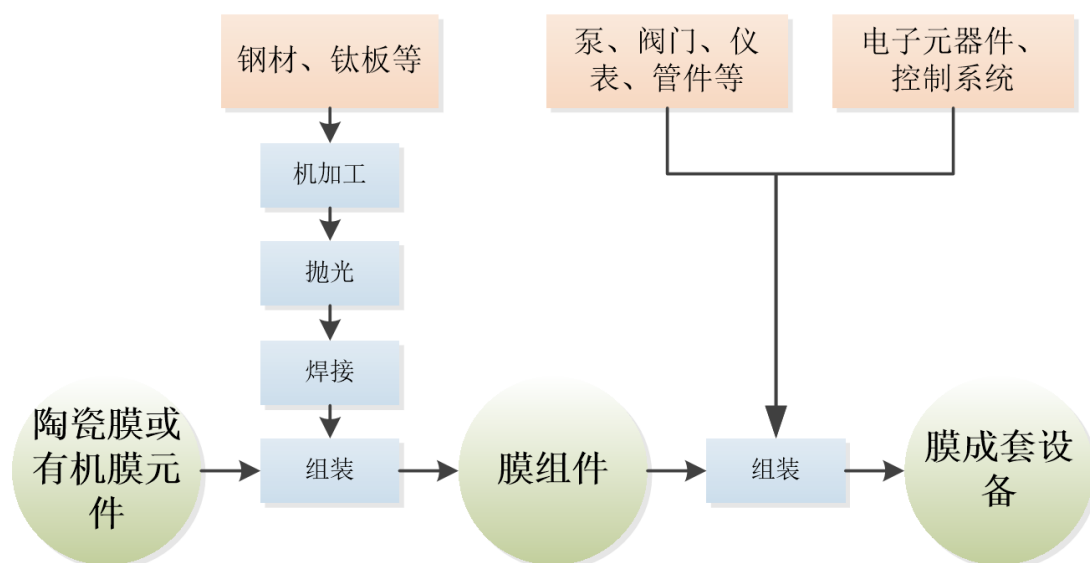 钢材、钛板等
泵、阀门、仪
表、管件等
电子元器件、
控制系统
机加工
抛光
焊接
陶瓷膜或
有机膜元
件
组装
膜组件
组装
膜成套设
备